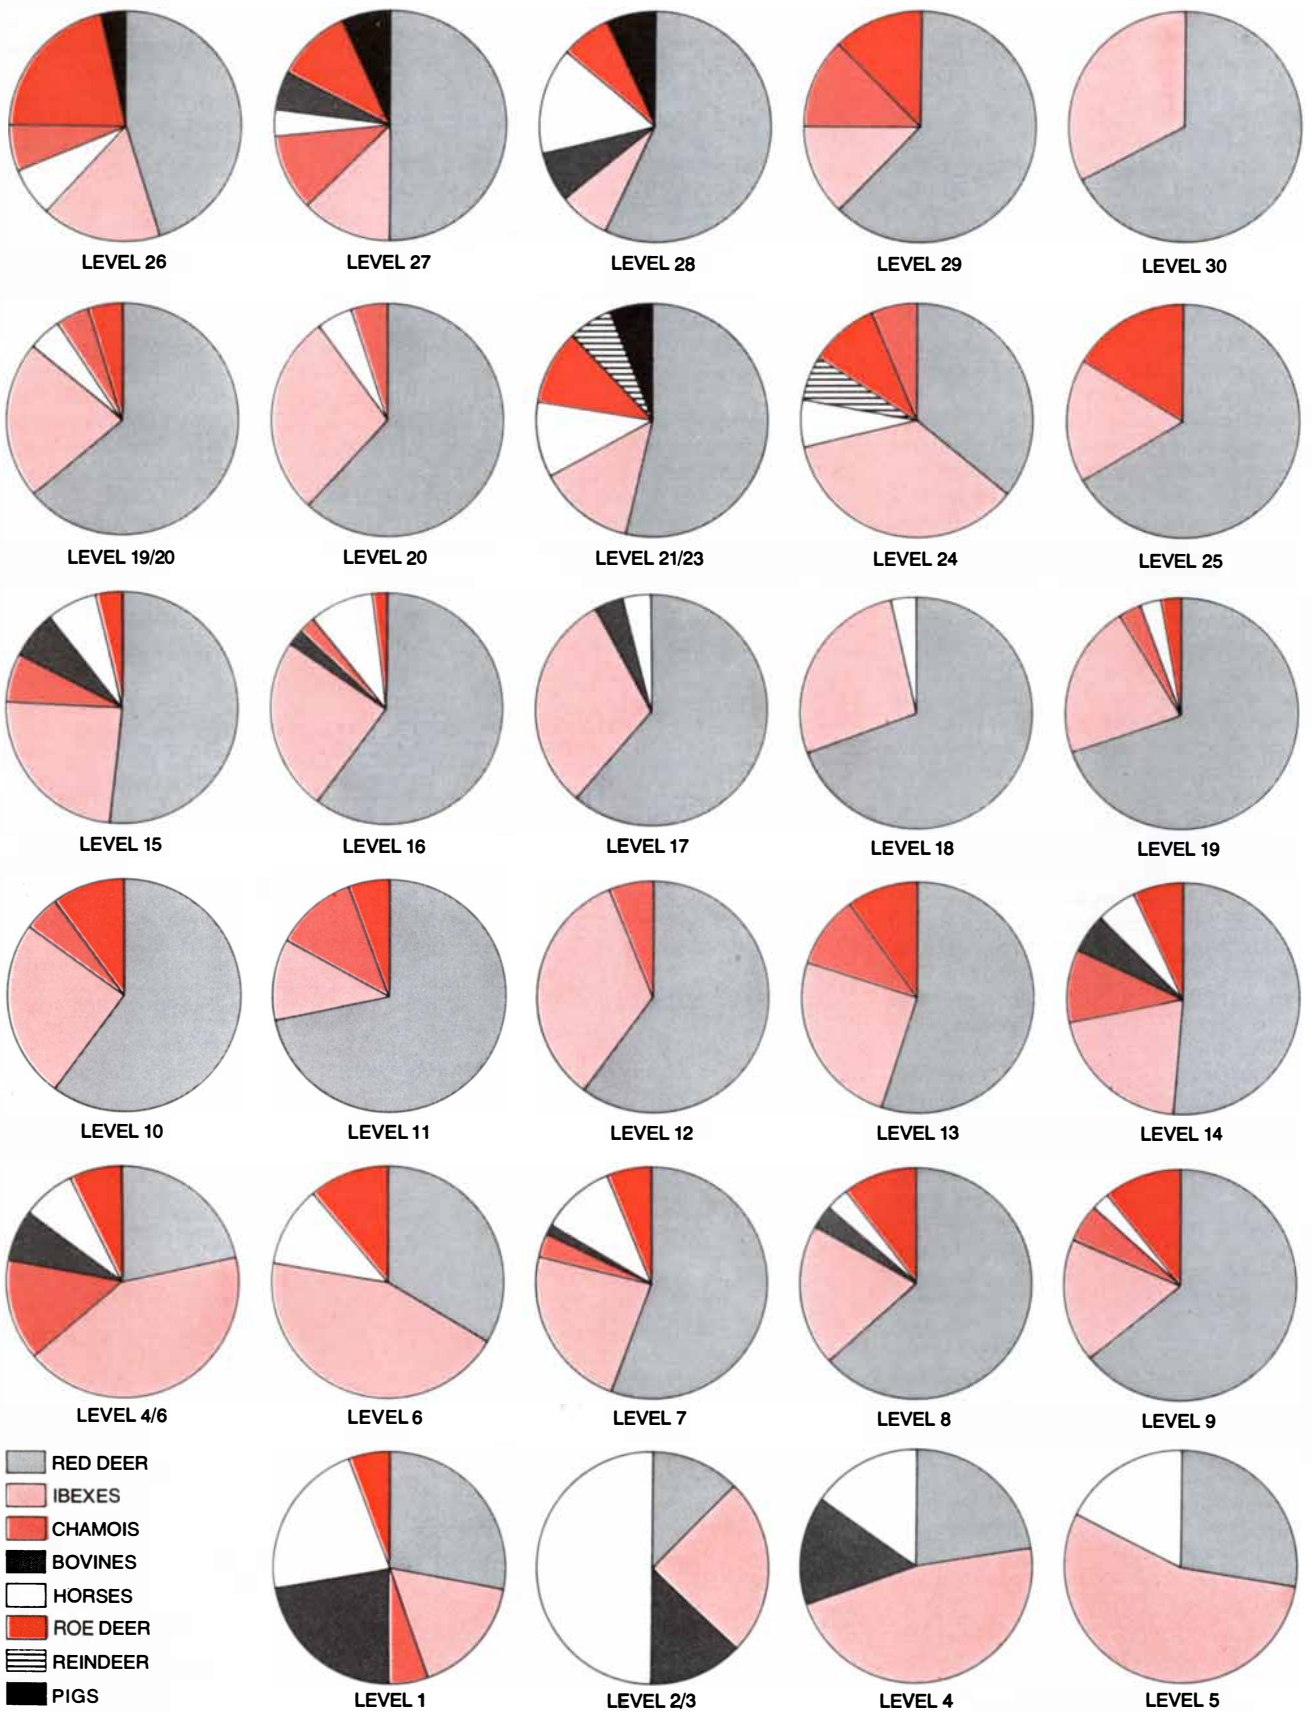 LEVEL 26 LEVEL 27 LEVEL 28 LEVEL 29 LEVEL 30
LEVEL 19/20 LEVEL 20 LEVEL 21/23 LEVEL 24 LEVEL 25
LEVEL 15 LEVEL 16 LEVEL 17 LEVEL 18 LEVEL 19
LEVEL 10 LEVEL 11 LEVEL 12 LEVEL 13 LEVEL 14
LEVEL 4/6 LEVEL 6 LEVEL 7 LEVEL 8 LEVEL 9
RED DEER
IBEXES
CHAMOIS
BOVINES
HORSES
ROE DEER
REINDEER
PIGS
LEVEL 1 LEVEL 2/3 LEVEL 4 LEVEL 5